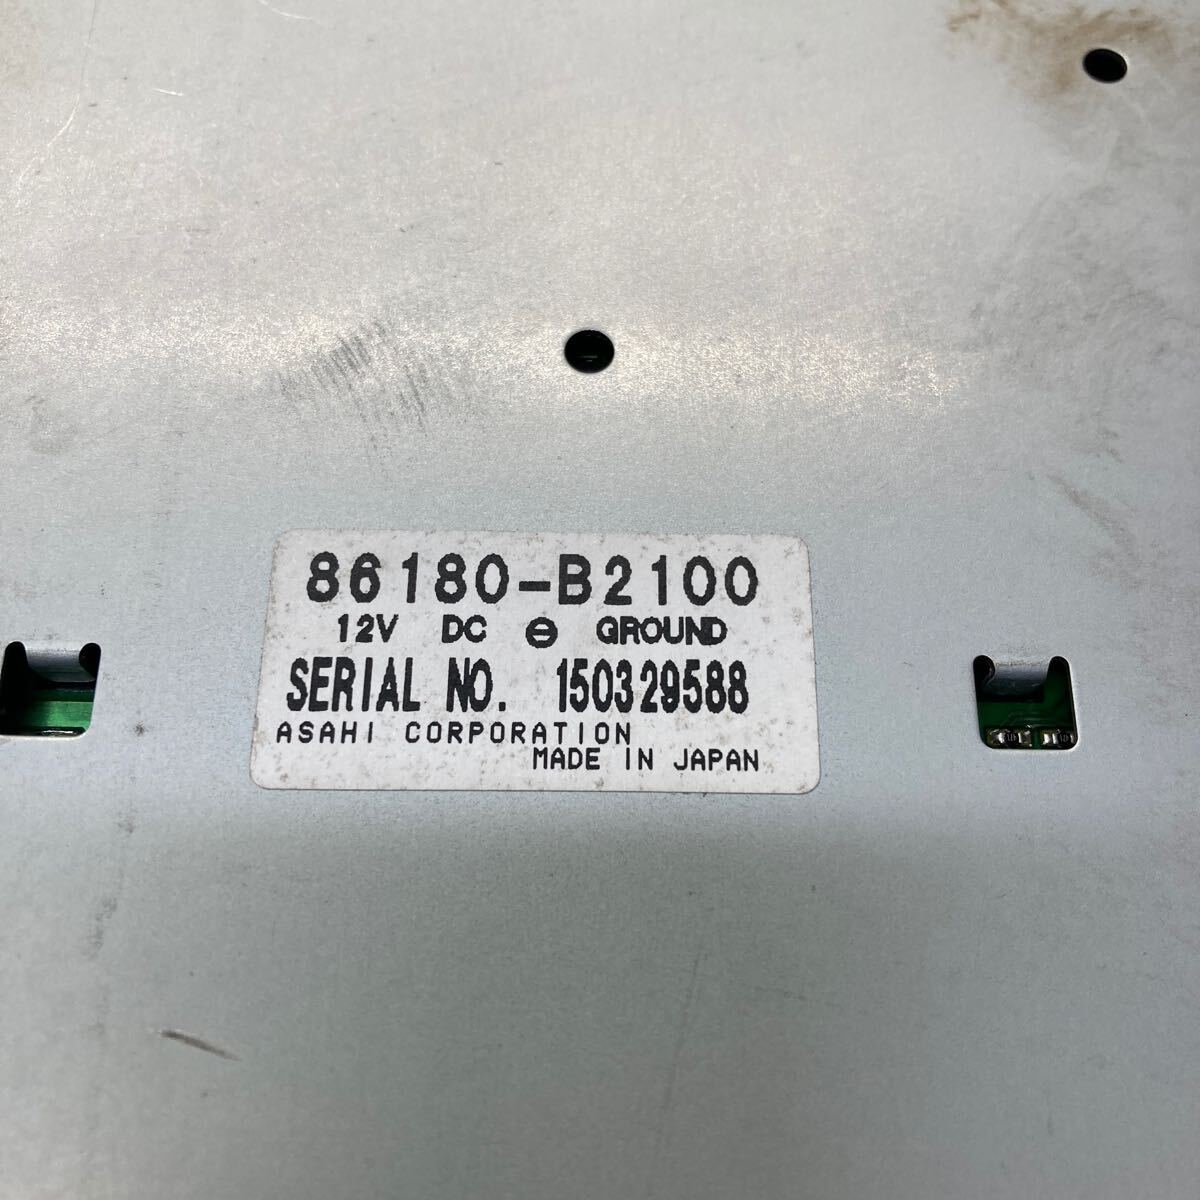 86180-B2100
12V DC ⊖ GROUND
SERIAL NO. 150329588
ASAHI CORPORATION
MADE IN JAPAN